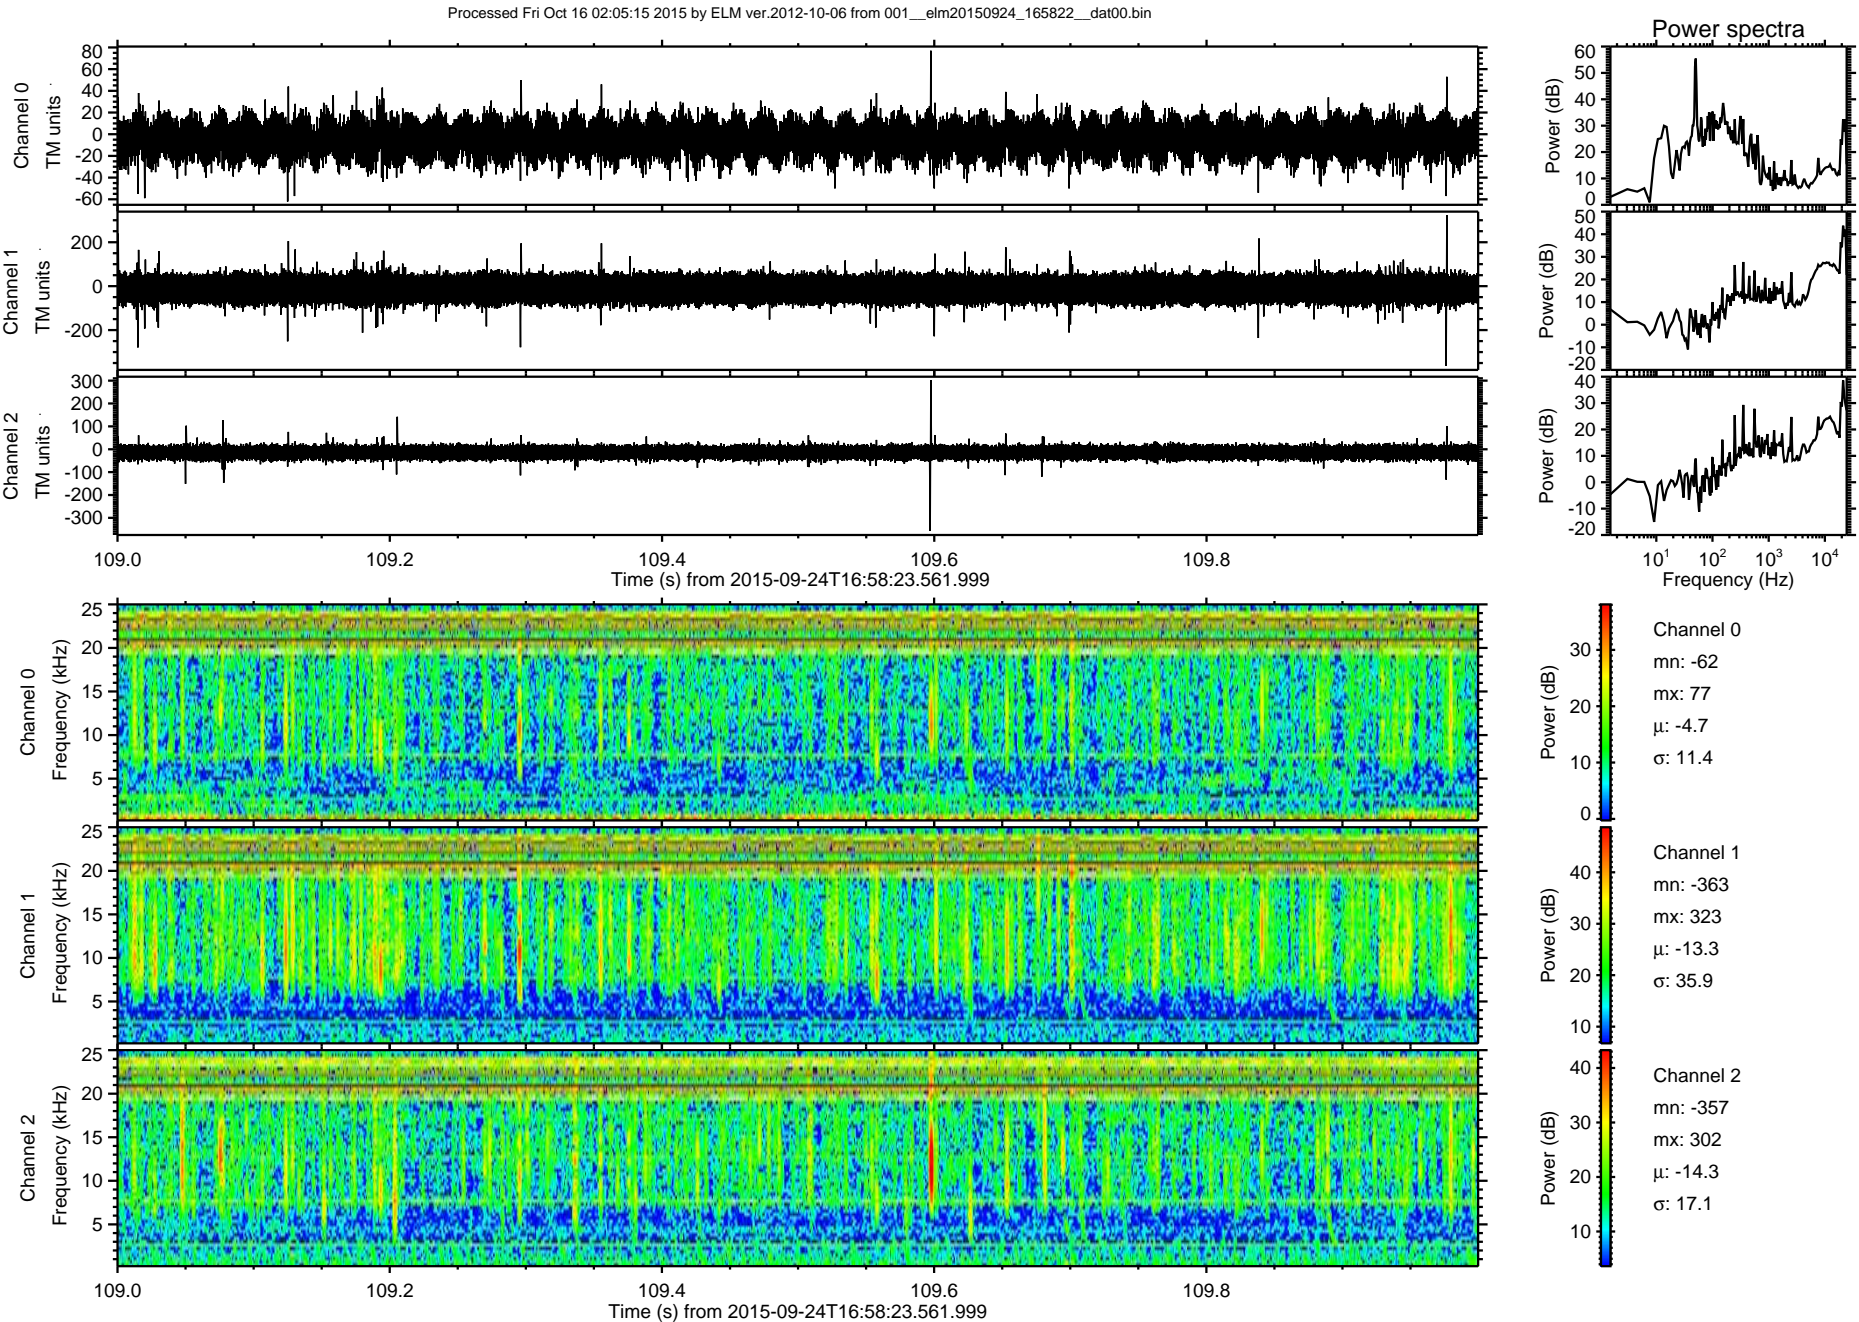 Processed Fri Oct 16 02:05:15 2015 by ELM ver.2012-10-06 from 001__elm20150924_165822__dat00.bin
Power spectra
Channel 0
TM units
80
60
40
20
0
-20
-40
-60
Power (dB)
60
50
40
30
20
10
0
Channel 1
TM units
200
0
-200
Power (dB)
50
40
30
20
10
0
-10
-20
Channel 2
TM units
300
200
100
0
-100
-200
-300
Power (dB)
40
30
20
10
0
-10
-20
109.0 109.2 109.4 109.6 109.8
Time (s) from 2015-09-24T16:58:23.561.999
10^1 10^2 10^3 10^4
Frequency (Hz)
Channel 0
Frequency (kHz)
25
20
15
10
5
Power (dB)
30
20
10
0
Channel 0
mn: -62
mx: 77
μ: -4.7
σ: 11.4
Channel 1
Frequency (kHz)
25
20
15
10
5
Power (dB)
40
30
20
10
Channel 1
mn: -363
mx: 323
μ: -13.3
σ: 35.9
Channel 2
Frequency (kHz)
25
20
15
10
5
Power (dB)
40
30
20
10
Channel 2
mn: -357
mx: 302
μ: -14.3
σ: 17.1
109.0 109.2 109.4 109.6 109.8
Time (s) from 2015-09-24T16:58:23.561.999